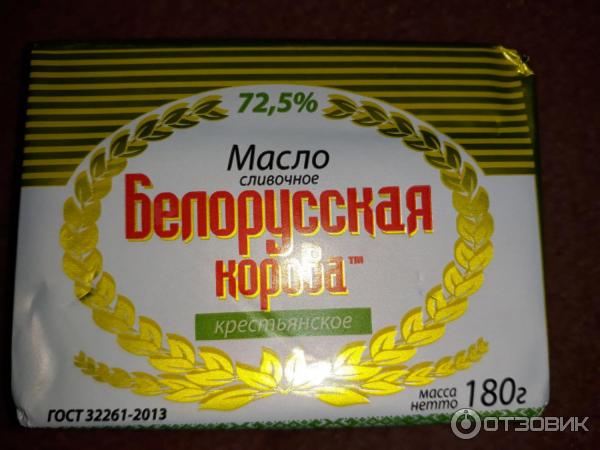 72,5%
Масло
сливочное
Белорусская
корова™
крестьянское
масса
нетто 180г
ГОСТ 32261-2013
ОТЗОВИК